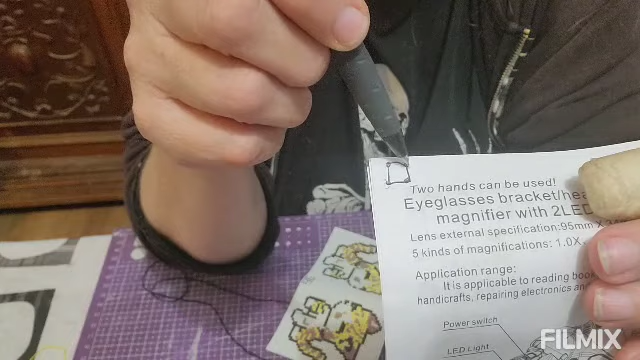 Two hands can be used!
Eyeglasses bracket/hea
magnifier with 2LED
Lens external specification:95mm
5 kinds of magnifications: 1.0X
Application range:
It is applicable to reading boo
handicrafts, repairing electronics an
Power switch
LED Light
FILMIX